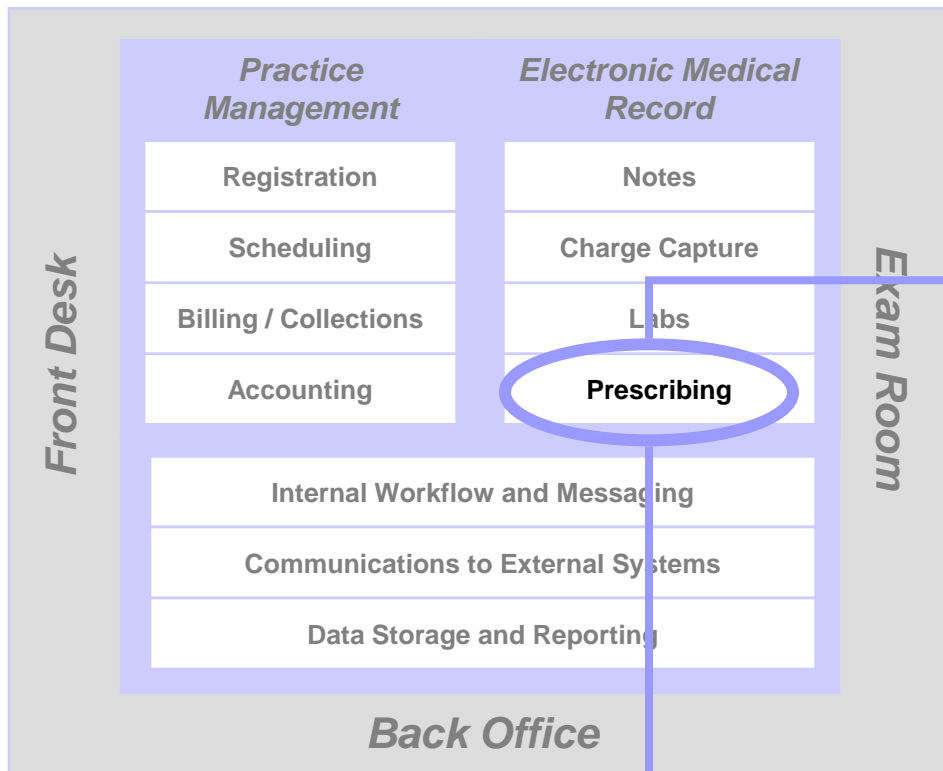 Practice
Management
Electronic Medical
Record
Registration
Notes
Scheduling
Charge Capture
Billing / Collections
Labs
Accounting
Prescribing
Internal Workflow and Messaging
Communications to External Systems
Data Storage and Reporting
Front Desk
Exam Room
Back Office